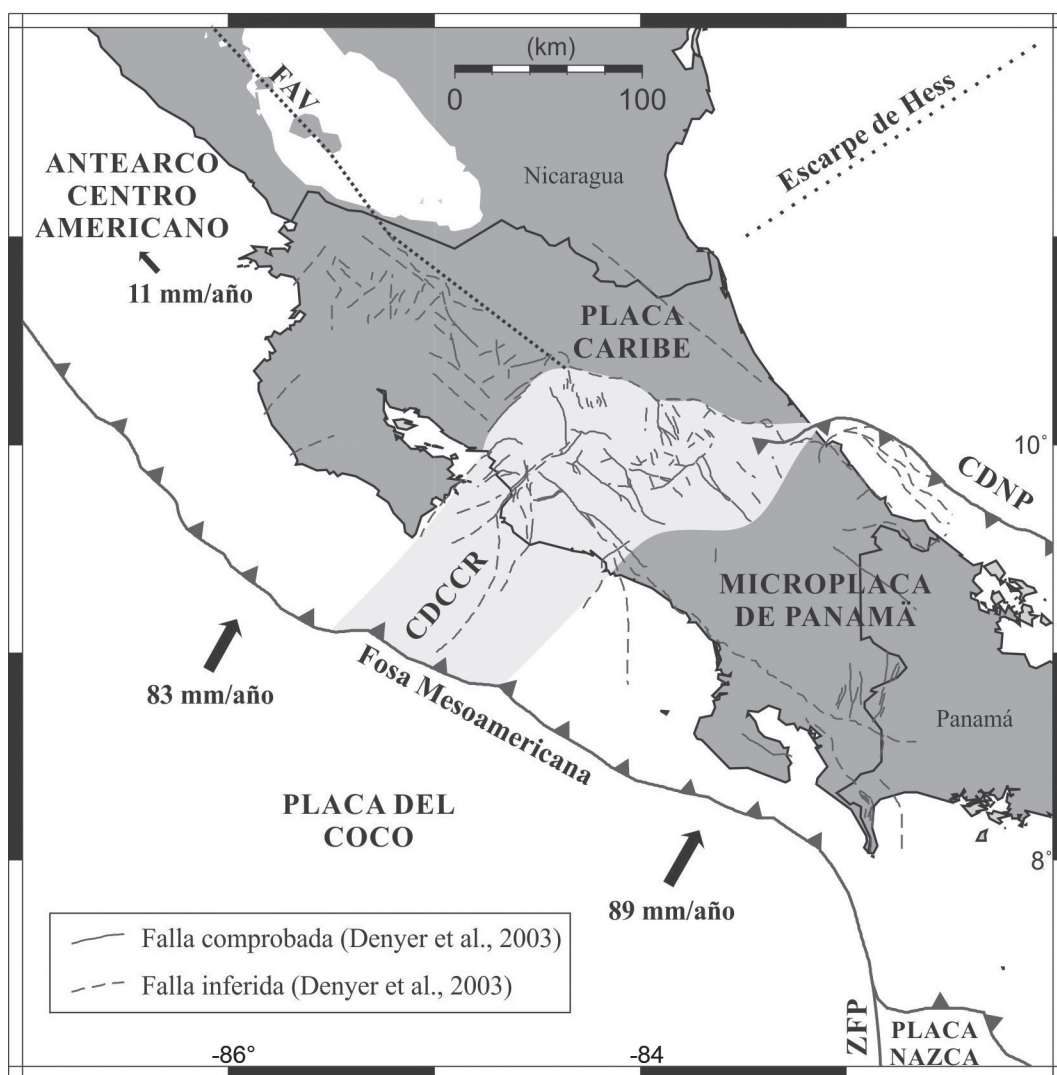 (km)
0 100
FAV
Escarpe de Hess
ANTEARCO
CENTRO
AMERICANO
11 mm/año
Nicaragua
PLACA
CARIBE
10°
CDNP
CDCCR
MICROPLACA
DE PANAMÄ
83 mm/año
Fosa Mesoamericana
Panamá
PLACA DEL
COCO
8°
89 mm/año
Falla comprobada (Denyer et al., 2003)
Falla inferida (Denyer et al., 2003)
ZFP
PLACA
NAZCA
-86°
-84